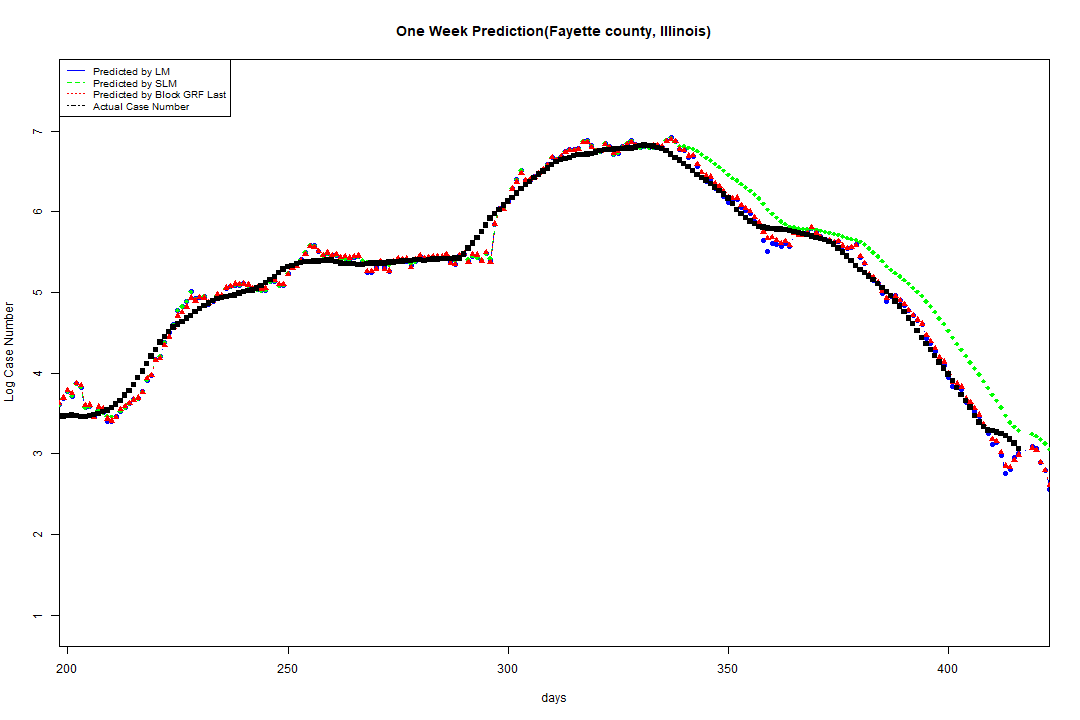 One Week Prediction(Fayette county, Illinois)
Predicted by LM
Predicted by SLM
Predicted by Block GRF Last
Actual Case Number
Log Case Number
7
6
5
4
3
2
1
200 250 300 350 400
days